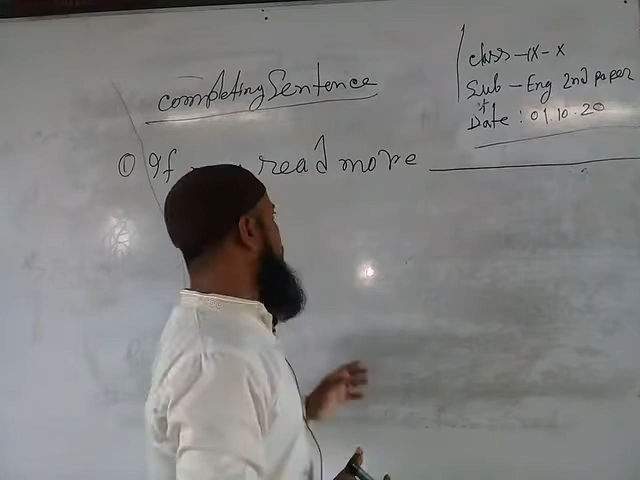 Completing Sentence
Class - IX - X
Sub - Eng 2nd paper
Date : 01.10.20
① If read more